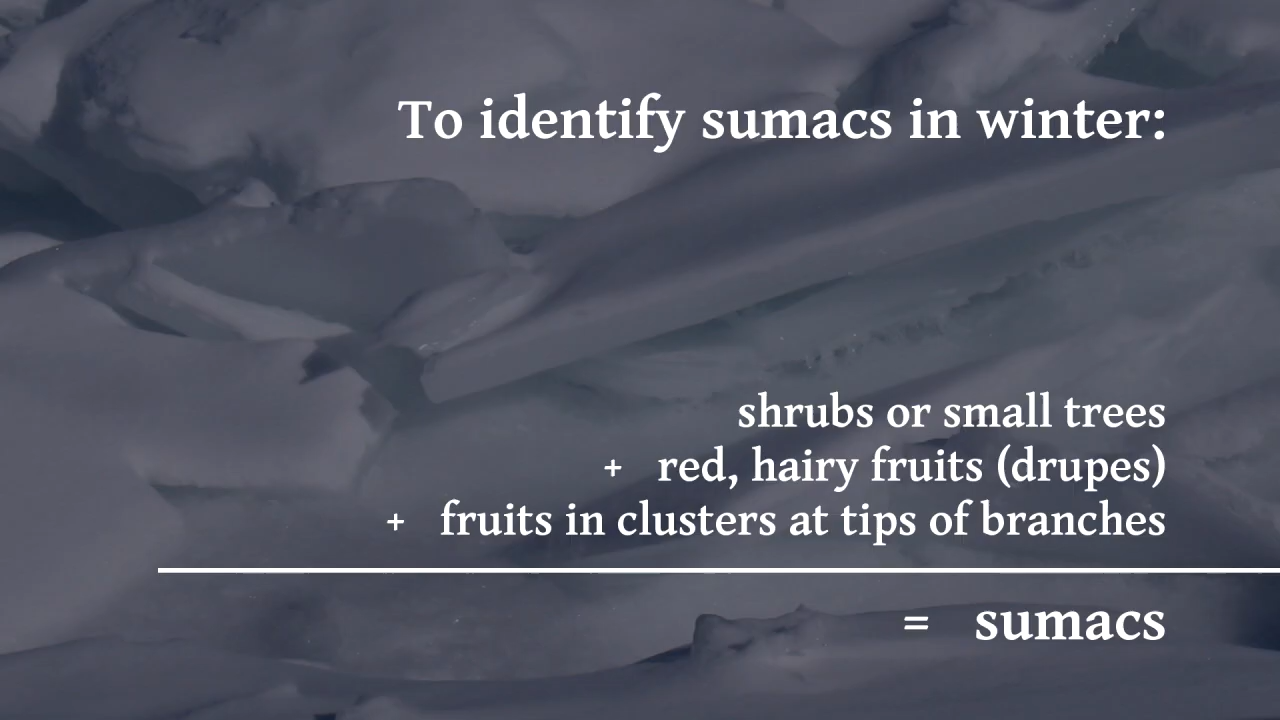 To identify sumacs in winter:
shrubs or small trees
+ red, hairy fruits (drupes)
+ fruits in clusters at tips of branches
= sumacs